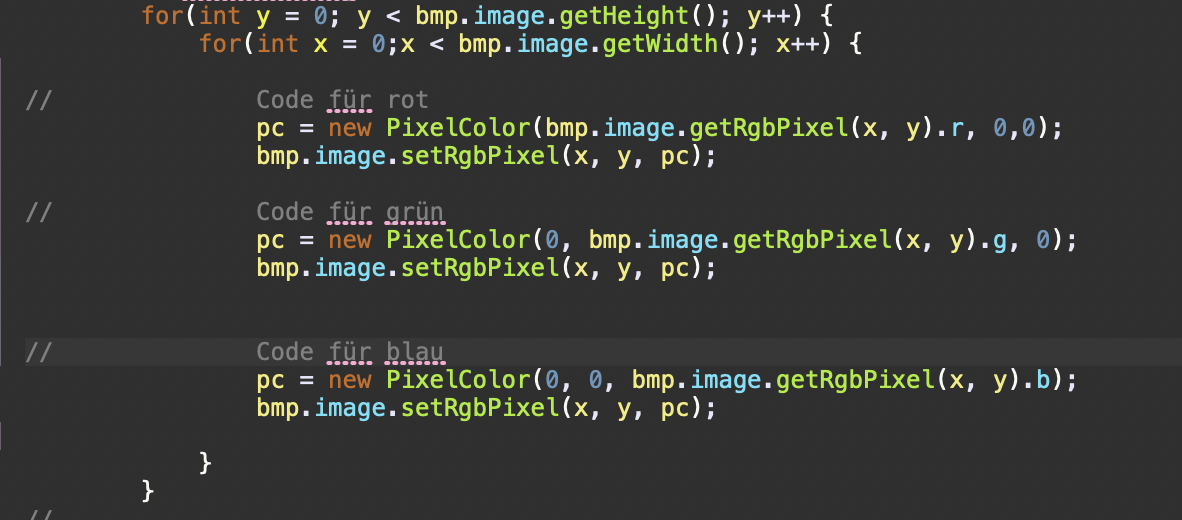 for(int y = 0; y < bmp.image.getHeight(); y++) {
for(int x = 0;x < bmp.image.getWidth(); x++) {
// Code für rot
pc = new PixelColor(bmp.image.getRgbPixel(x, y).r, 0,0);
bmp.image.setRgbPixel(x, y, pc);
// Code für grün
pc = new PixelColor(0, bmp.image.getRgbPixel(x, y).g, 0);
bmp.image.setRgbPixel(x, y, pc);
// Code für blau
pc = new PixelColor(0, 0, bmp.image.getRgbPixel(x, y).b);
bmp.image.setRgbPixel(x, y, pc);
}
}
//